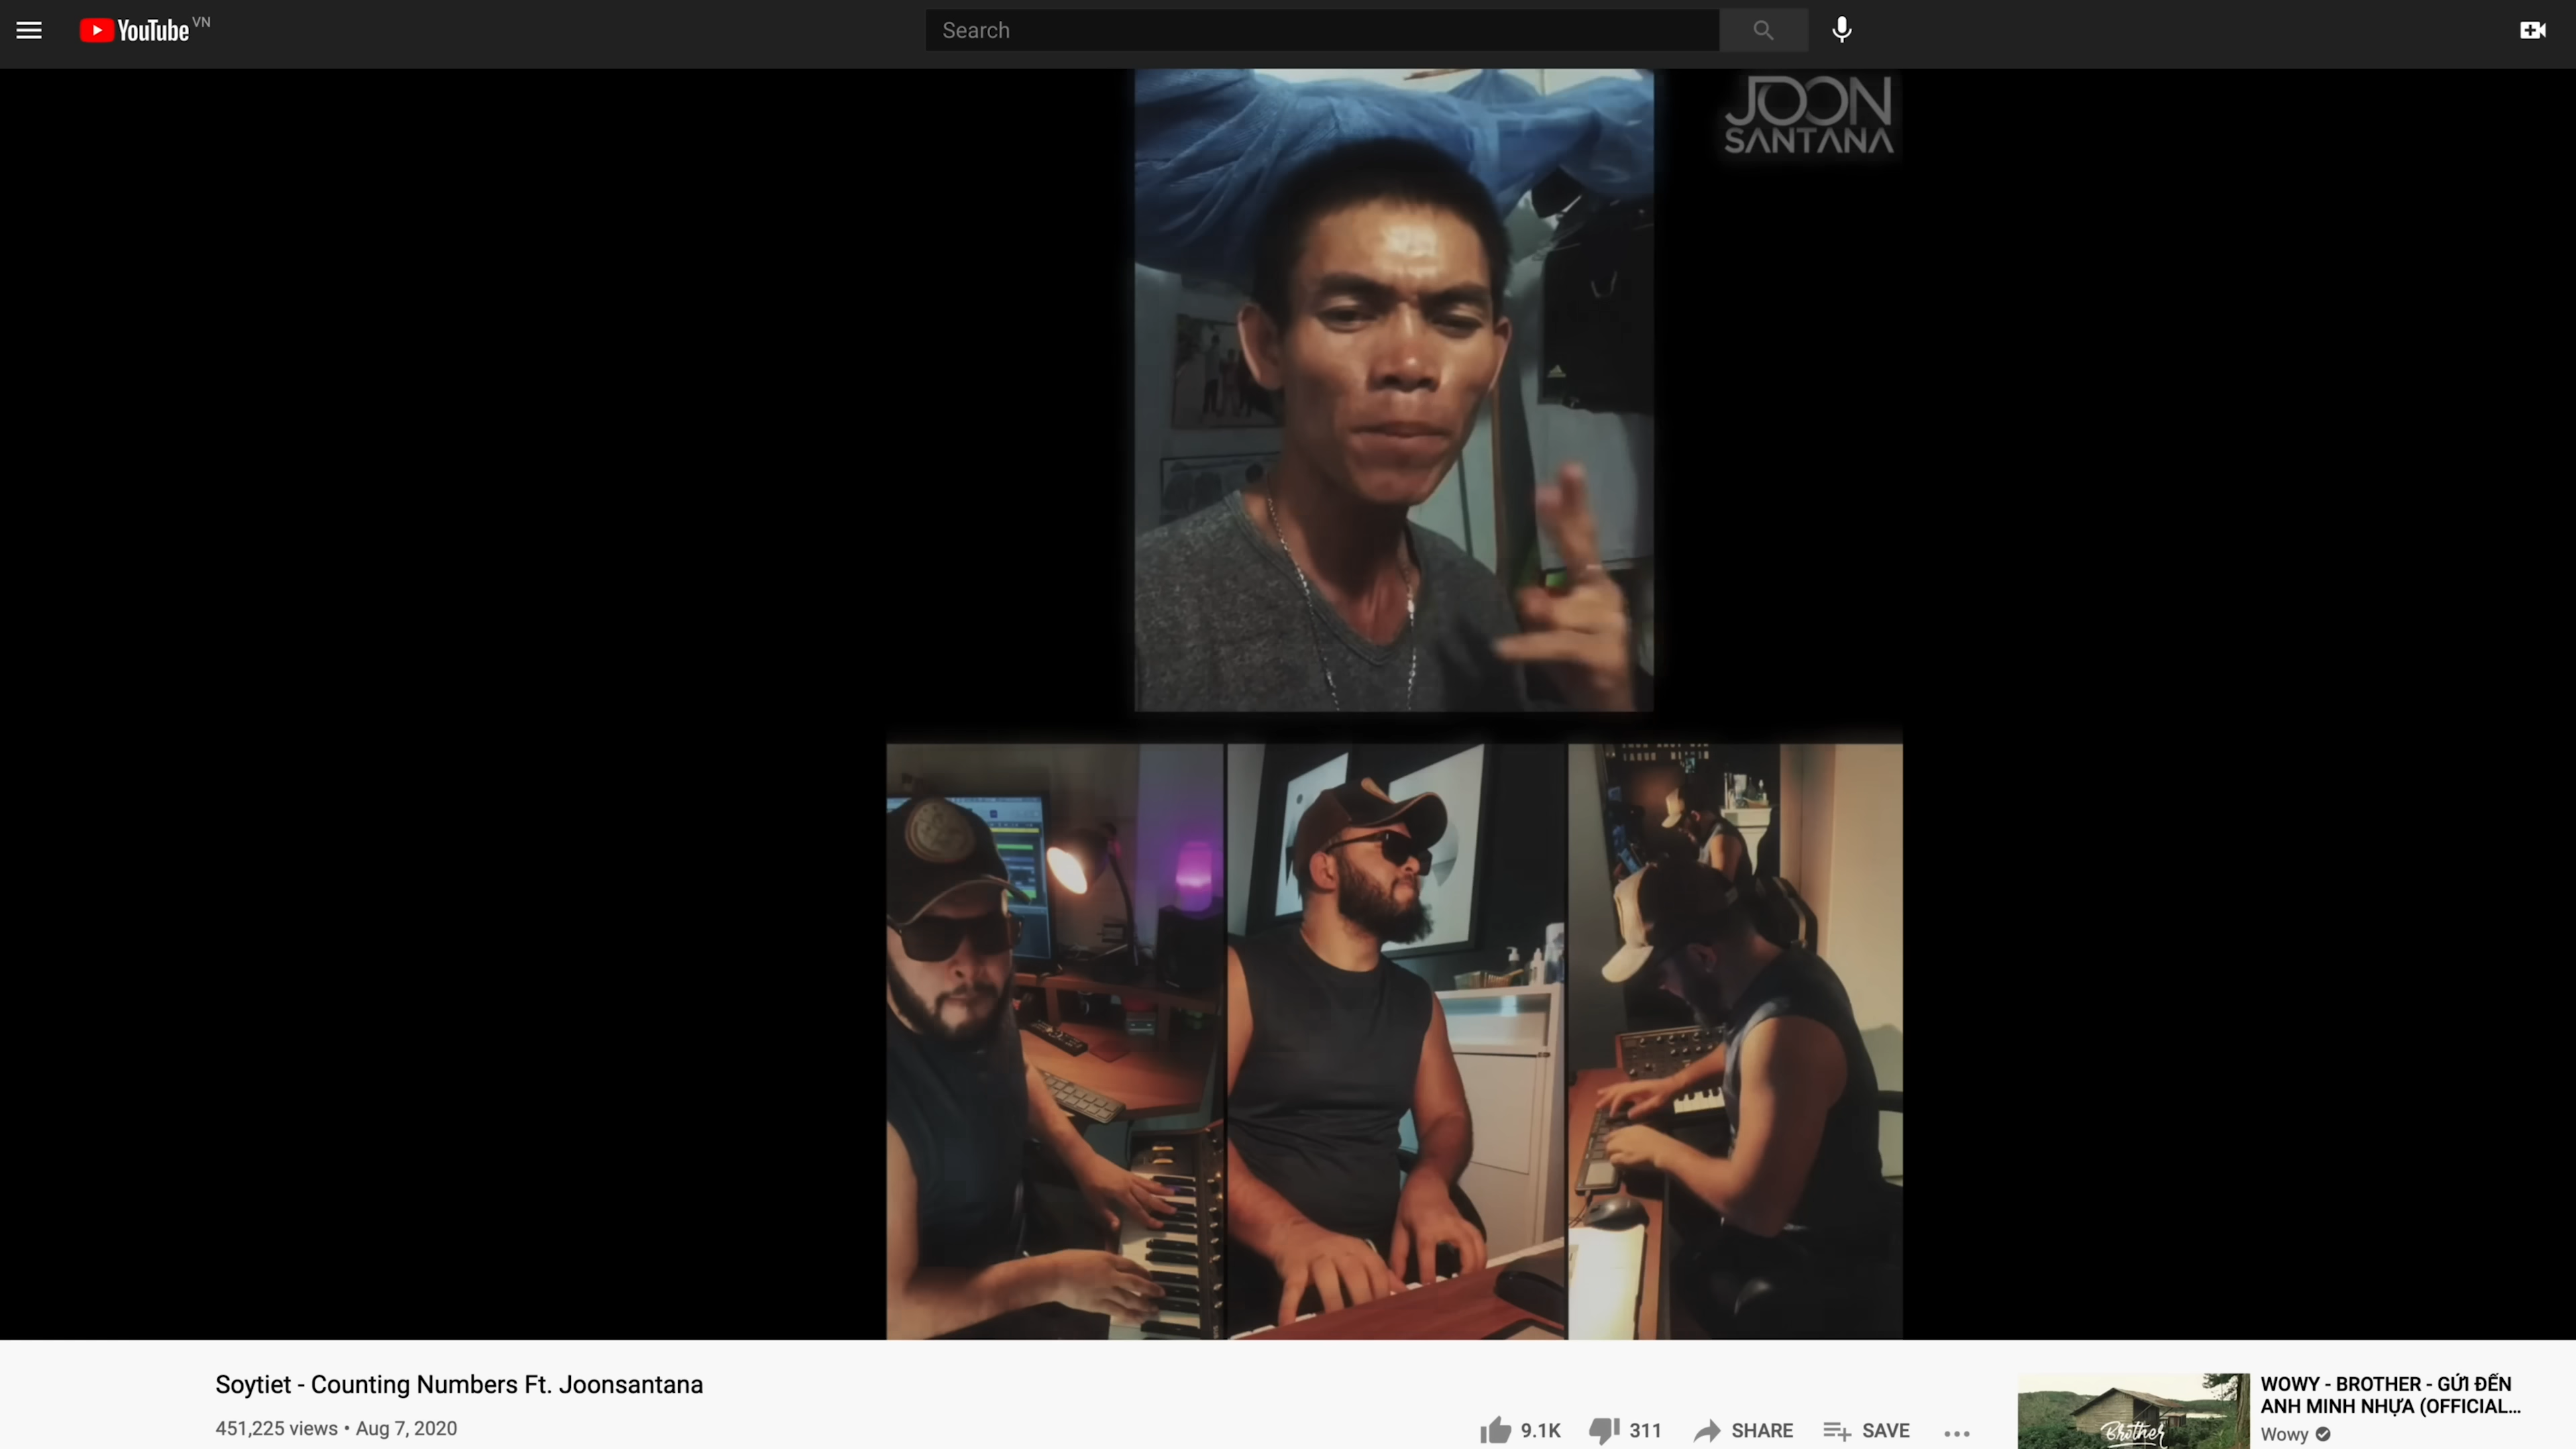 YouTube VN
Search
JOON
SANTANA
Soytiet - Counting Numbers Ft. Joonsantana
451,225 views • Aug 7, 2020
9.1K
311
SHARE
SAVE
Brother
WOWY - BROTHER - GỬI ĐẾN
ANH MINH NHỰA (OFFICIAL...
Wowy